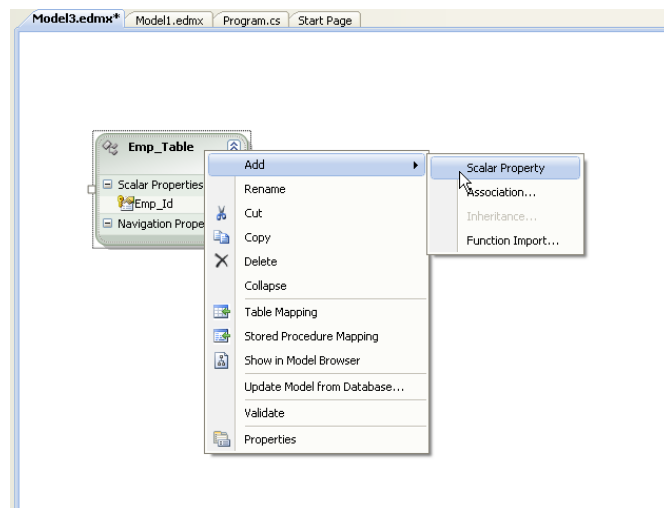 Model3.edmx* Model1.edmx Program.cs Start Page
Emp_Table
Scalar Properties
Emp_Id
Navigation Prope
Add
Rename
Cut
Copy
Delete
Collapse
Table Mapping
Stored Procedure Mapping
Show in Model Browser
Update Model from Database...
Validate
Properties
Scalar Property
Association...
Inheritance...
Function Import...